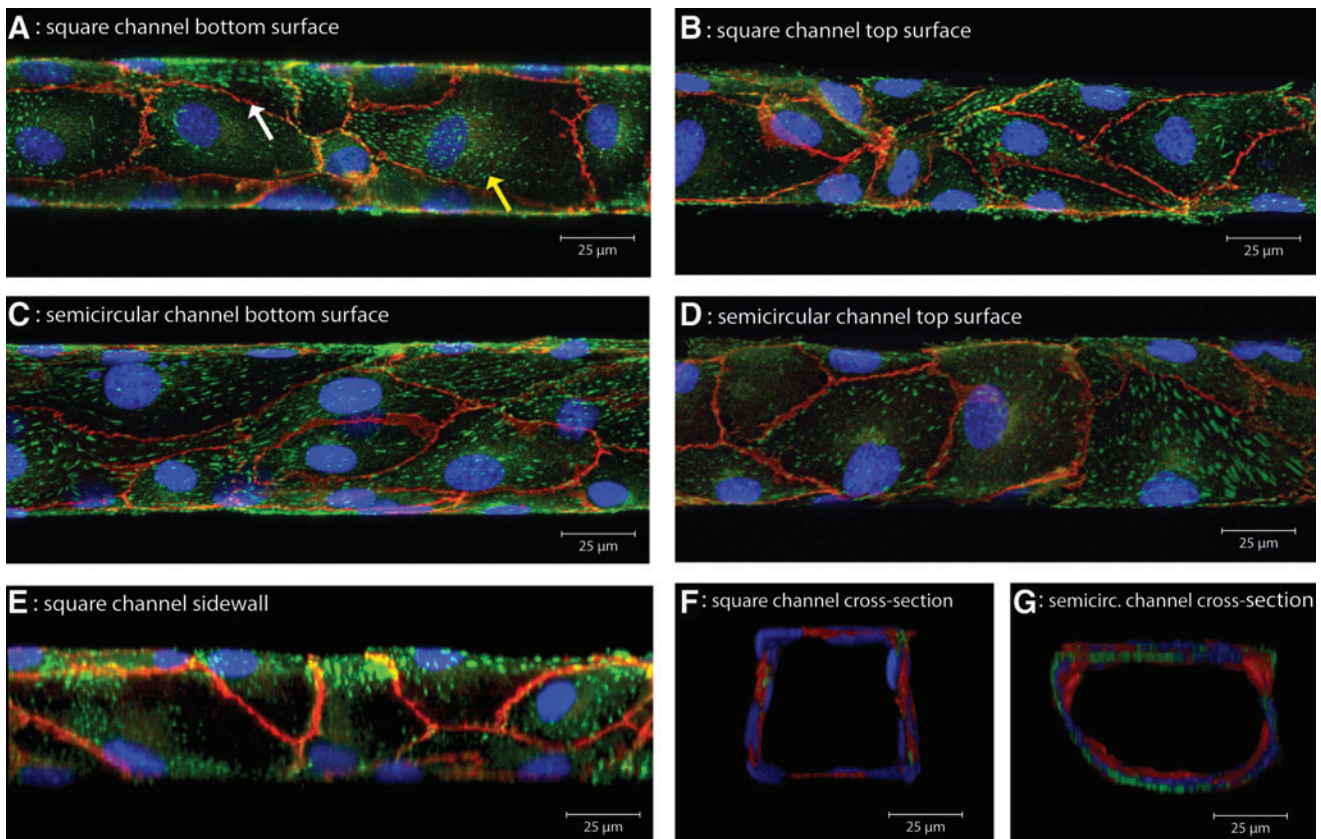 A : square channel bottom surface
25 µm
B : square channel top surface
25 µm
C : semicircular channel bottom surface
25 µm
D : semicircular channel top surface
25 µm
E : square channel sidewall
25 µm
F : square channel cross-section
25 µm
G : semicirc. channel cross-section
25 µm